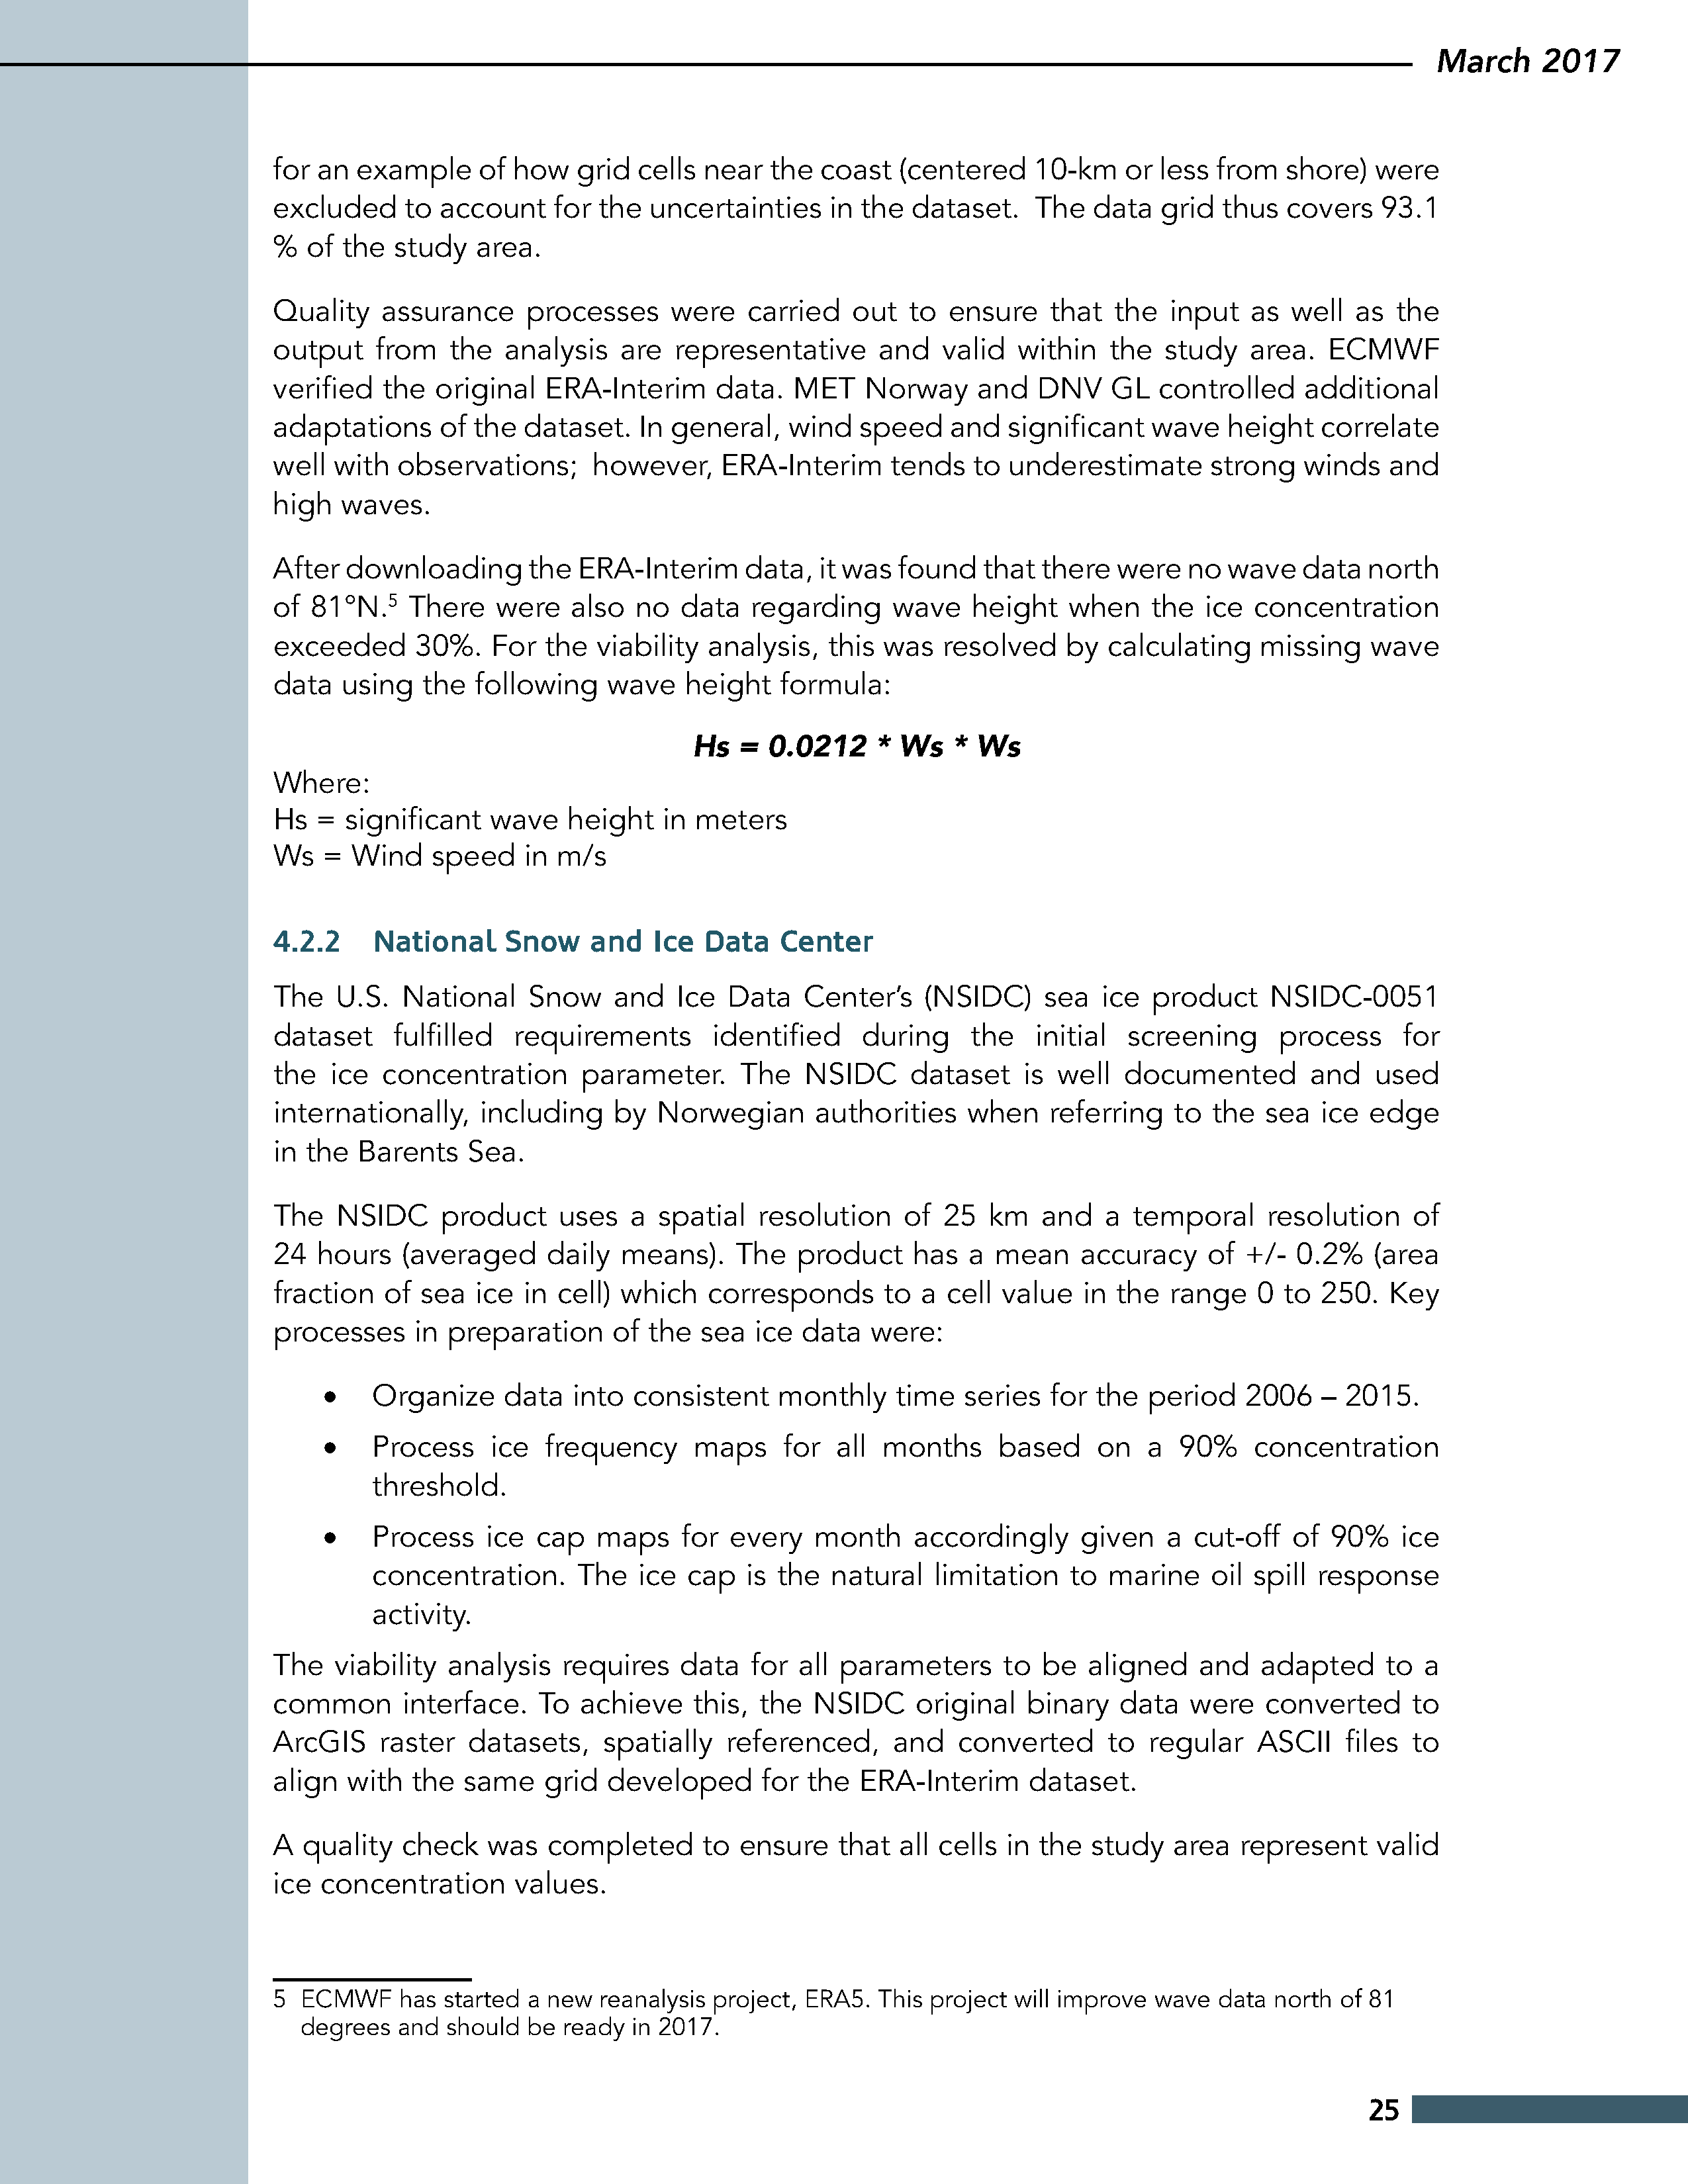 March 2017
for an example of how grid cells near the coast (centered 10-km or less from shore) were
excluded to account for the uncertainties in the dataset.  The data grid thus covers 93.1
% of the study area.
Quality assurance processes were carried out to ensure that the input as well as the
output from the analysis are representative and valid within the study area. ECMWF
verified the original ERA-Interim data. MET Norway and DNV GL controlled additional
adaptations of the dataset. In general, wind speed and significant wave height correlate
well with observations;  however, ERA-Interim tends to underestimate strong winds and
high waves.
After downloading the ERA-Interim data, it was found that there were no wave data north
of 81°N.⁵ There were also no data regarding wave height when the ice concentration
exceeded 30%. For the viability analysis, this was resolved by calculating missing wave
data using the following wave height formula:
Hs = 0.0212 * Ws * Ws
Where:
Hs = significant wave height in meters
Ws = Wind speed in m/s
4.2.2 National Snow and Ice Data Center
The U.S. National Snow and Ice Data Center’s (NSIDC) sea ice product NSIDC-0051
dataset fulfilled requirements identified during the initial screening process for
the ice concentration parameter. The NSIDC dataset is well documented and used
internationally, including by Norwegian authorities when referring to the sea ice edge
in the Barents Sea.
The NSIDC product uses a spatial resolution of 25 km and a temporal resolution of
24 hours (averaged daily means). The product has a mean accuracy of +/- 0.2% (area
fraction of sea ice in cell) which corresponds to a cell value in the range 0 to 250. Key
processes in preparation of the sea ice data were:
• Organize data into consistent monthly time series for the period 2006 – 2015.
• Process ice frequency maps for all months based on a 90% concentration
threshold.
• Process ice cap maps for every month accordingly given a cut-off of 90% ice
concentration. The ice cap is the natural limitation to marine oil spill response
activity.
The viability analysis requires data for all parameters to be aligned and adapted to a
common interface. To achieve this, the NSIDC original binary data were converted to
ArcGIS raster datasets, spatially referenced, and converted to regular ASCII files to
align with the same grid developed for the ERA-Interim dataset.
A quality check was completed to ensure that all cells in the study area represent valid
ice concentration values.
5 ECMWF has started a new reanalysis project, ERA5. This project will improve wave data north of 81
degrees and should be ready in 2017.
25